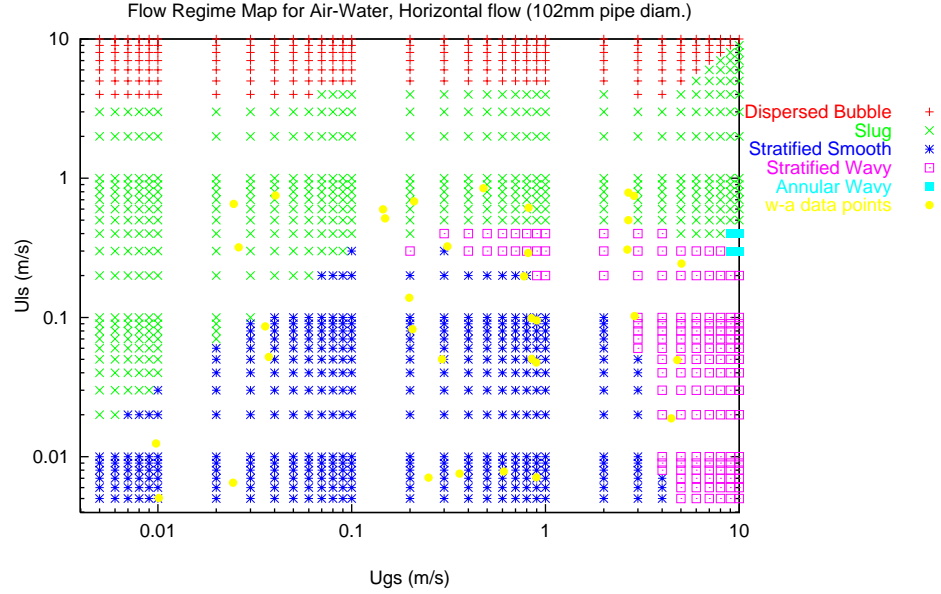 Flow Regime Map for Air-Water, Horizontal flow (102mm pipe diam.)
10
1
0.1
0.01
Uls (m/s)
0.01
0.1
1
10
Ugs (m/s)
Dispersed Bubble
Slug
Stratified Smooth
Stratified Wavy
Annular Wavy
w-a data points